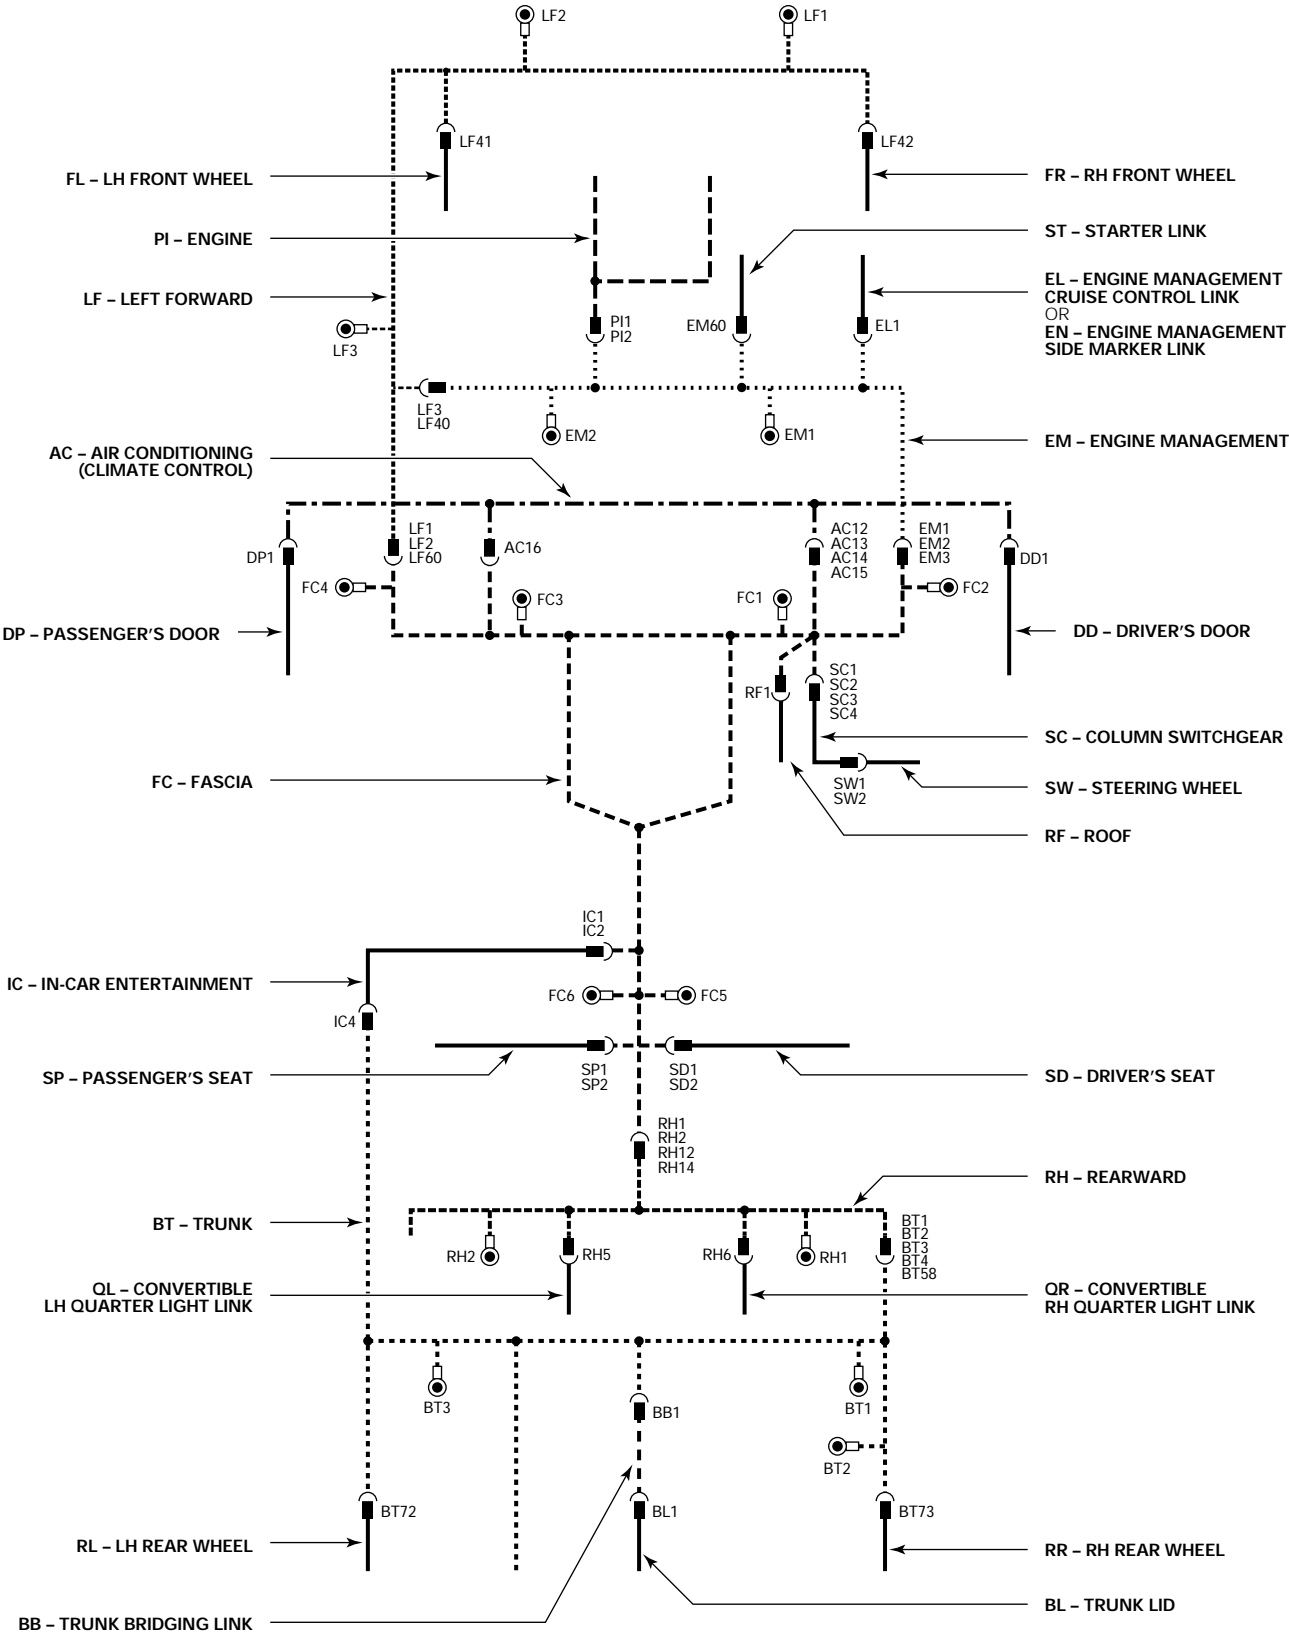 LF2
LF1
LF41
LF42
FL – LH FRONT WHEEL
FR – RH FRONT WHEEL
PI – ENGINE
ST – STARTER LINK
LF – LEFT FORWARD
EL – ENGINE MANAGEMENT
CRUISE CONTROL LINK
OR
EN – ENGINE MANAGEMENT
SIDE MARKER LINK
LF3
PI1
PI2
EM60
EL1
LF3
LF40
EM2
EM1
EM – ENGINE MANAGEMENT
AC – AIR CONDITIONING
(CLIMATE CONTROL)
DP1
LF1
LF2
LF60
AC16
AC12
AC13
AC14
AC15
EM1
EM2
EM3
DD1
FC4
FC3
FC1
FC2
DP – PASSENGER'S DOOR
DD – DRIVER'S DOOR
RF1
SC1
SC2
SC3
SC4
SC – COLUMN SWITCHGEAR
FC – FASCIA
SW1
SW2
SW – STEERING WHEEL
RF – ROOF
IC1
IC2
IC – IN-CAR ENTERTAINMENT
FC6
FC5
IC4
SP – PASSENGER'S SEAT
SP1
SP2
SD1
SD2
SD – DRIVER'S SEAT
RH1
RH2
RH12
RH14
RH – REARWARD
BT – TRUNK
RH2
RH5
RH6
RH1
BT1
BT2
BT3
BT4
BT58
QL – CONVERTIBLE
LH QUARTER LIGHT LINK
QR – CONVERTIBLE
RH QUARTER LIGHT LINK
BT3
BB1
BT1
BT2
BT72
BL1
BT73
RL – LH REAR WHEEL
RR – RH REAR WHEEL
BL – TRUNK LID
BB – TRUNK BRIDGING LINK